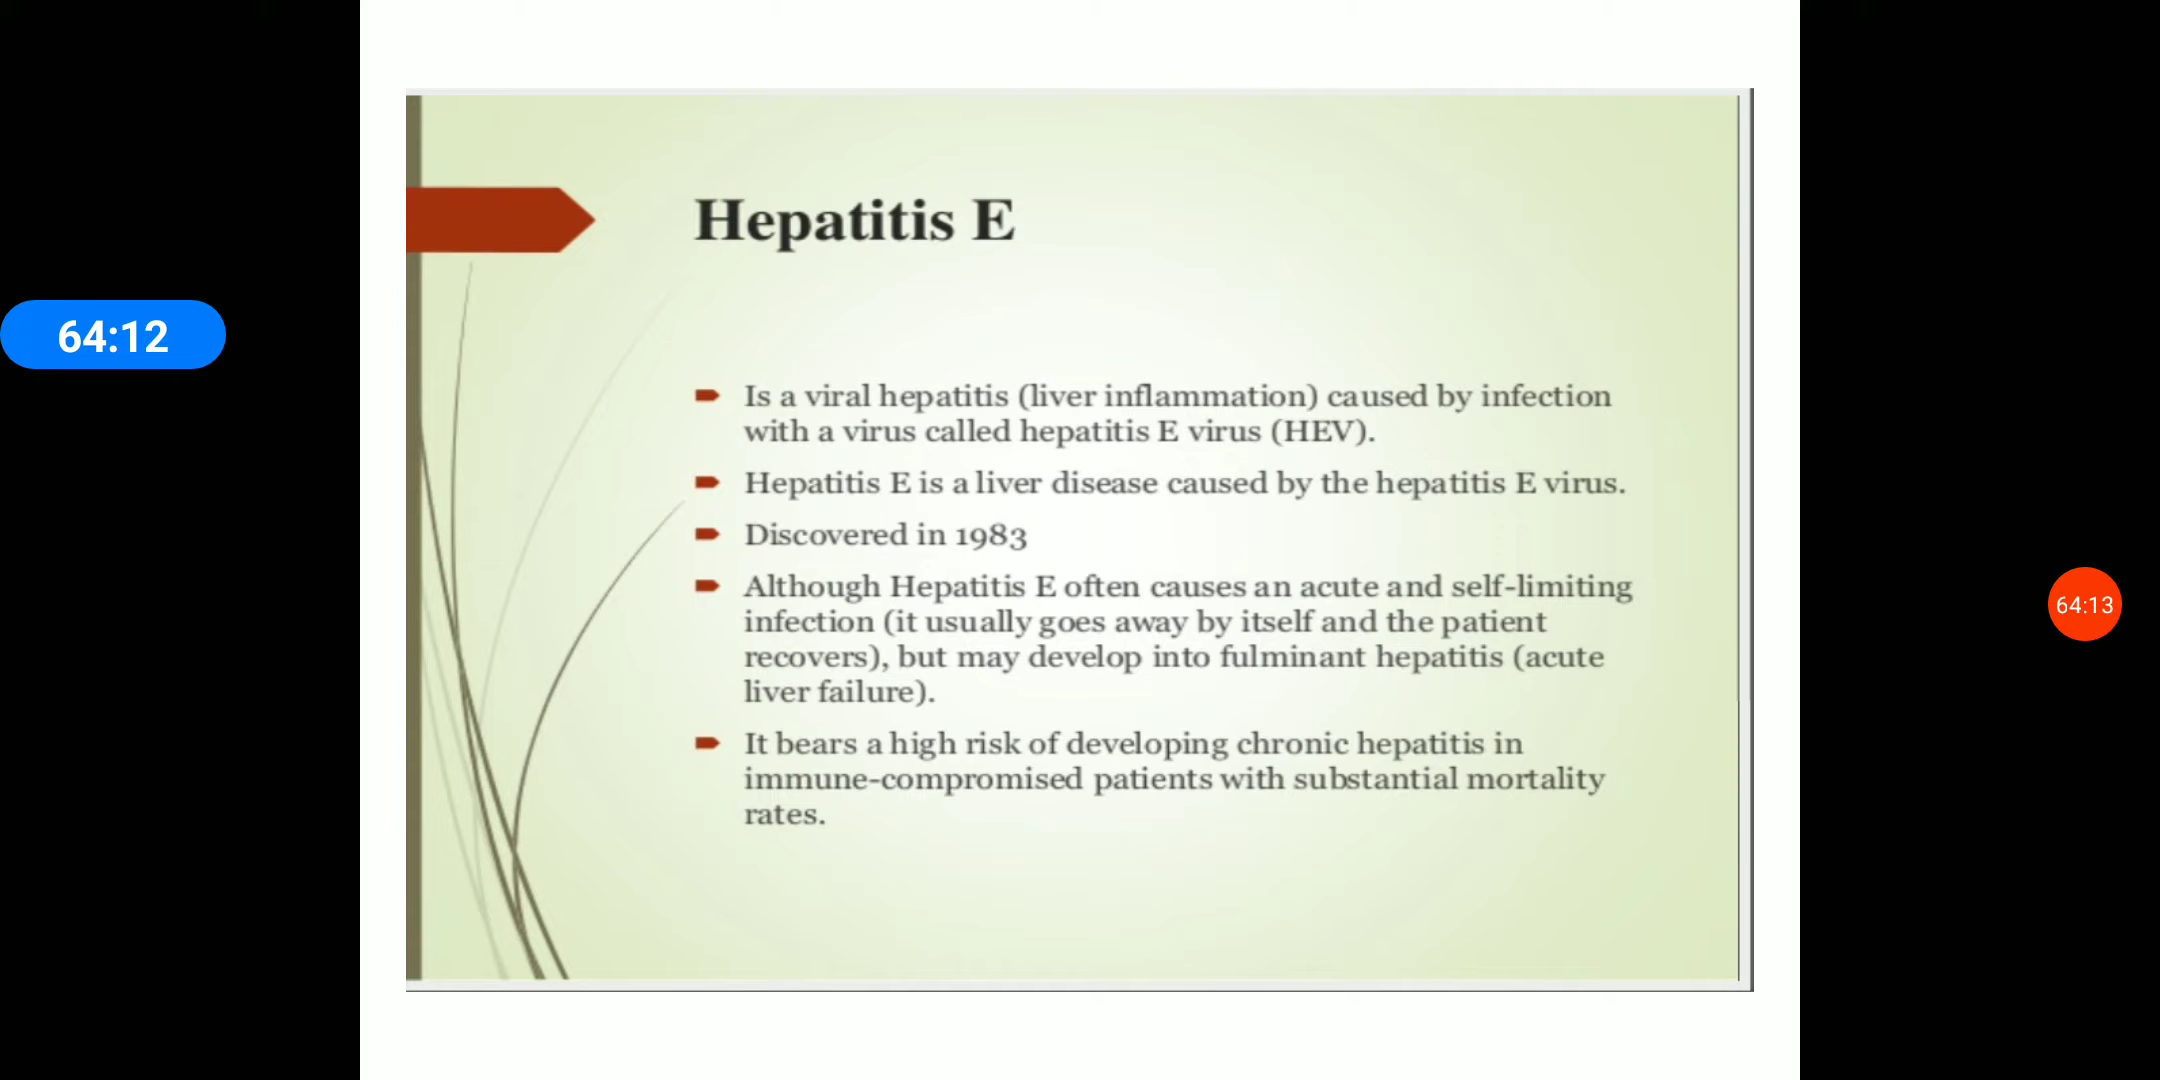 Hepatitis E
64:12
Is a viral hepatitis (liver inflammation) caused by infection
with a virus called hepatitis E virus (HEV).
Hepatitis E is a liver disease caused by the hepatitis E virus.
Discovered in 1983
Although Hepatitis E often causes an acute and self-limiting
infection (it usually goes away by itself and the patient
recovers), but may develop into fulminant hepatitis (acute
liver failure).
64:13
It bears a high risk of developing chronic hepatitis in
immune-compromised patients with substantial mortality
rates.